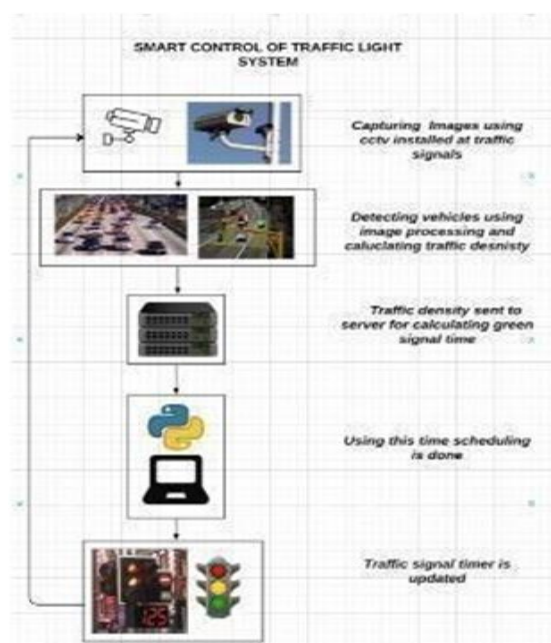 SMART CONTROL OF TRAFFIC LIGHT
SYSTEM
Capturing Images using
cctv installed at traffic
signals
Detecting vehicles using
image processing and
caluclating traffic desnisty
Traffic density sent to
server for calculating green
signal time
Using this time scheduling
is done
125
Traffic signal timer is
updated